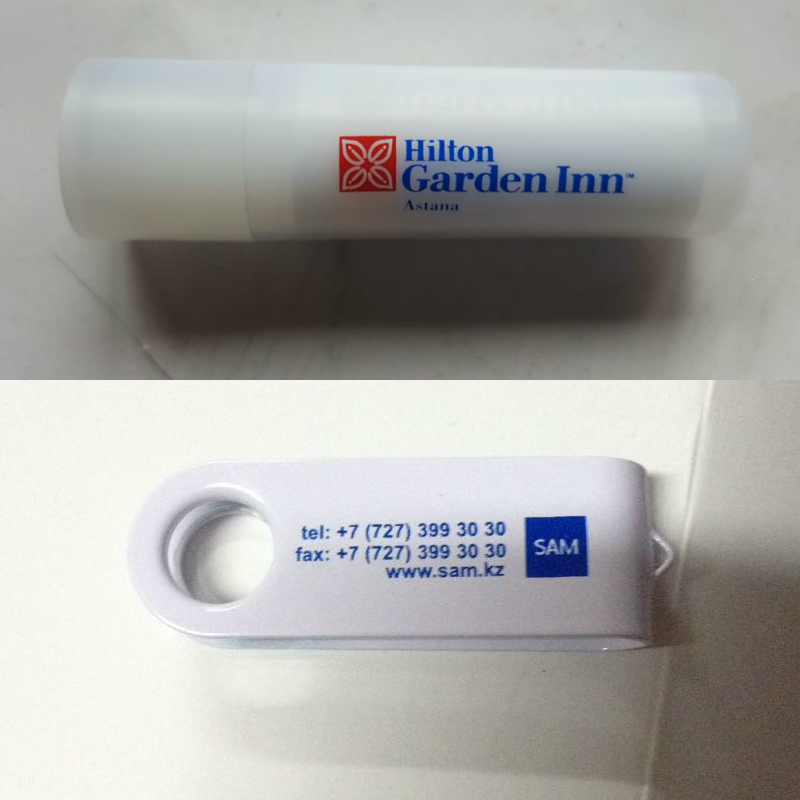 Hilton
Garden Inn™
Astana
tel: +7 (727) 399 30 30
fax: +7 (727) 399 30 30
www.sam.kz
SAM